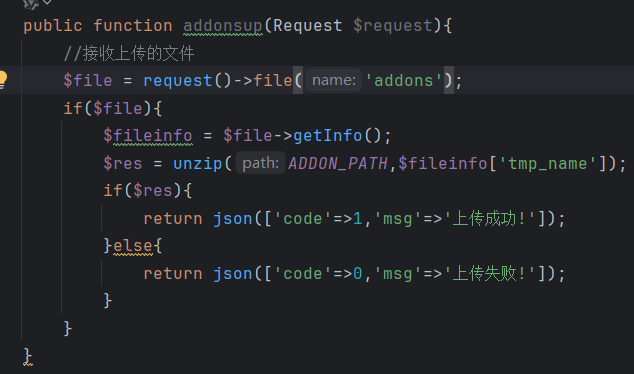 public function addonsup(Request $request){
//接收上传的文件
$file = request()->file( name: 'addons');
if($file){
$fileinfo = $file->getInfo();
$res = unzip( path: ADDON_PATH,$fileinfo['tmp_name']);
if($res){
return json(['code'=>1,'msg'=>'上传成功!']);
}else{
return json(['code'=>0,'msg'=>'上传失败!']);
}
}
}